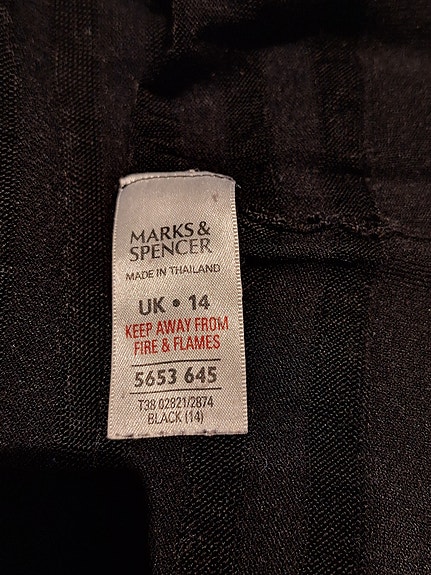 MARKS &
SPENCER
MADE IN THAILAND
UK • 14
KEEP AWAY FROM
FIRE & FLAMES
5653 645
T38 02821/2874
BLACK (14)